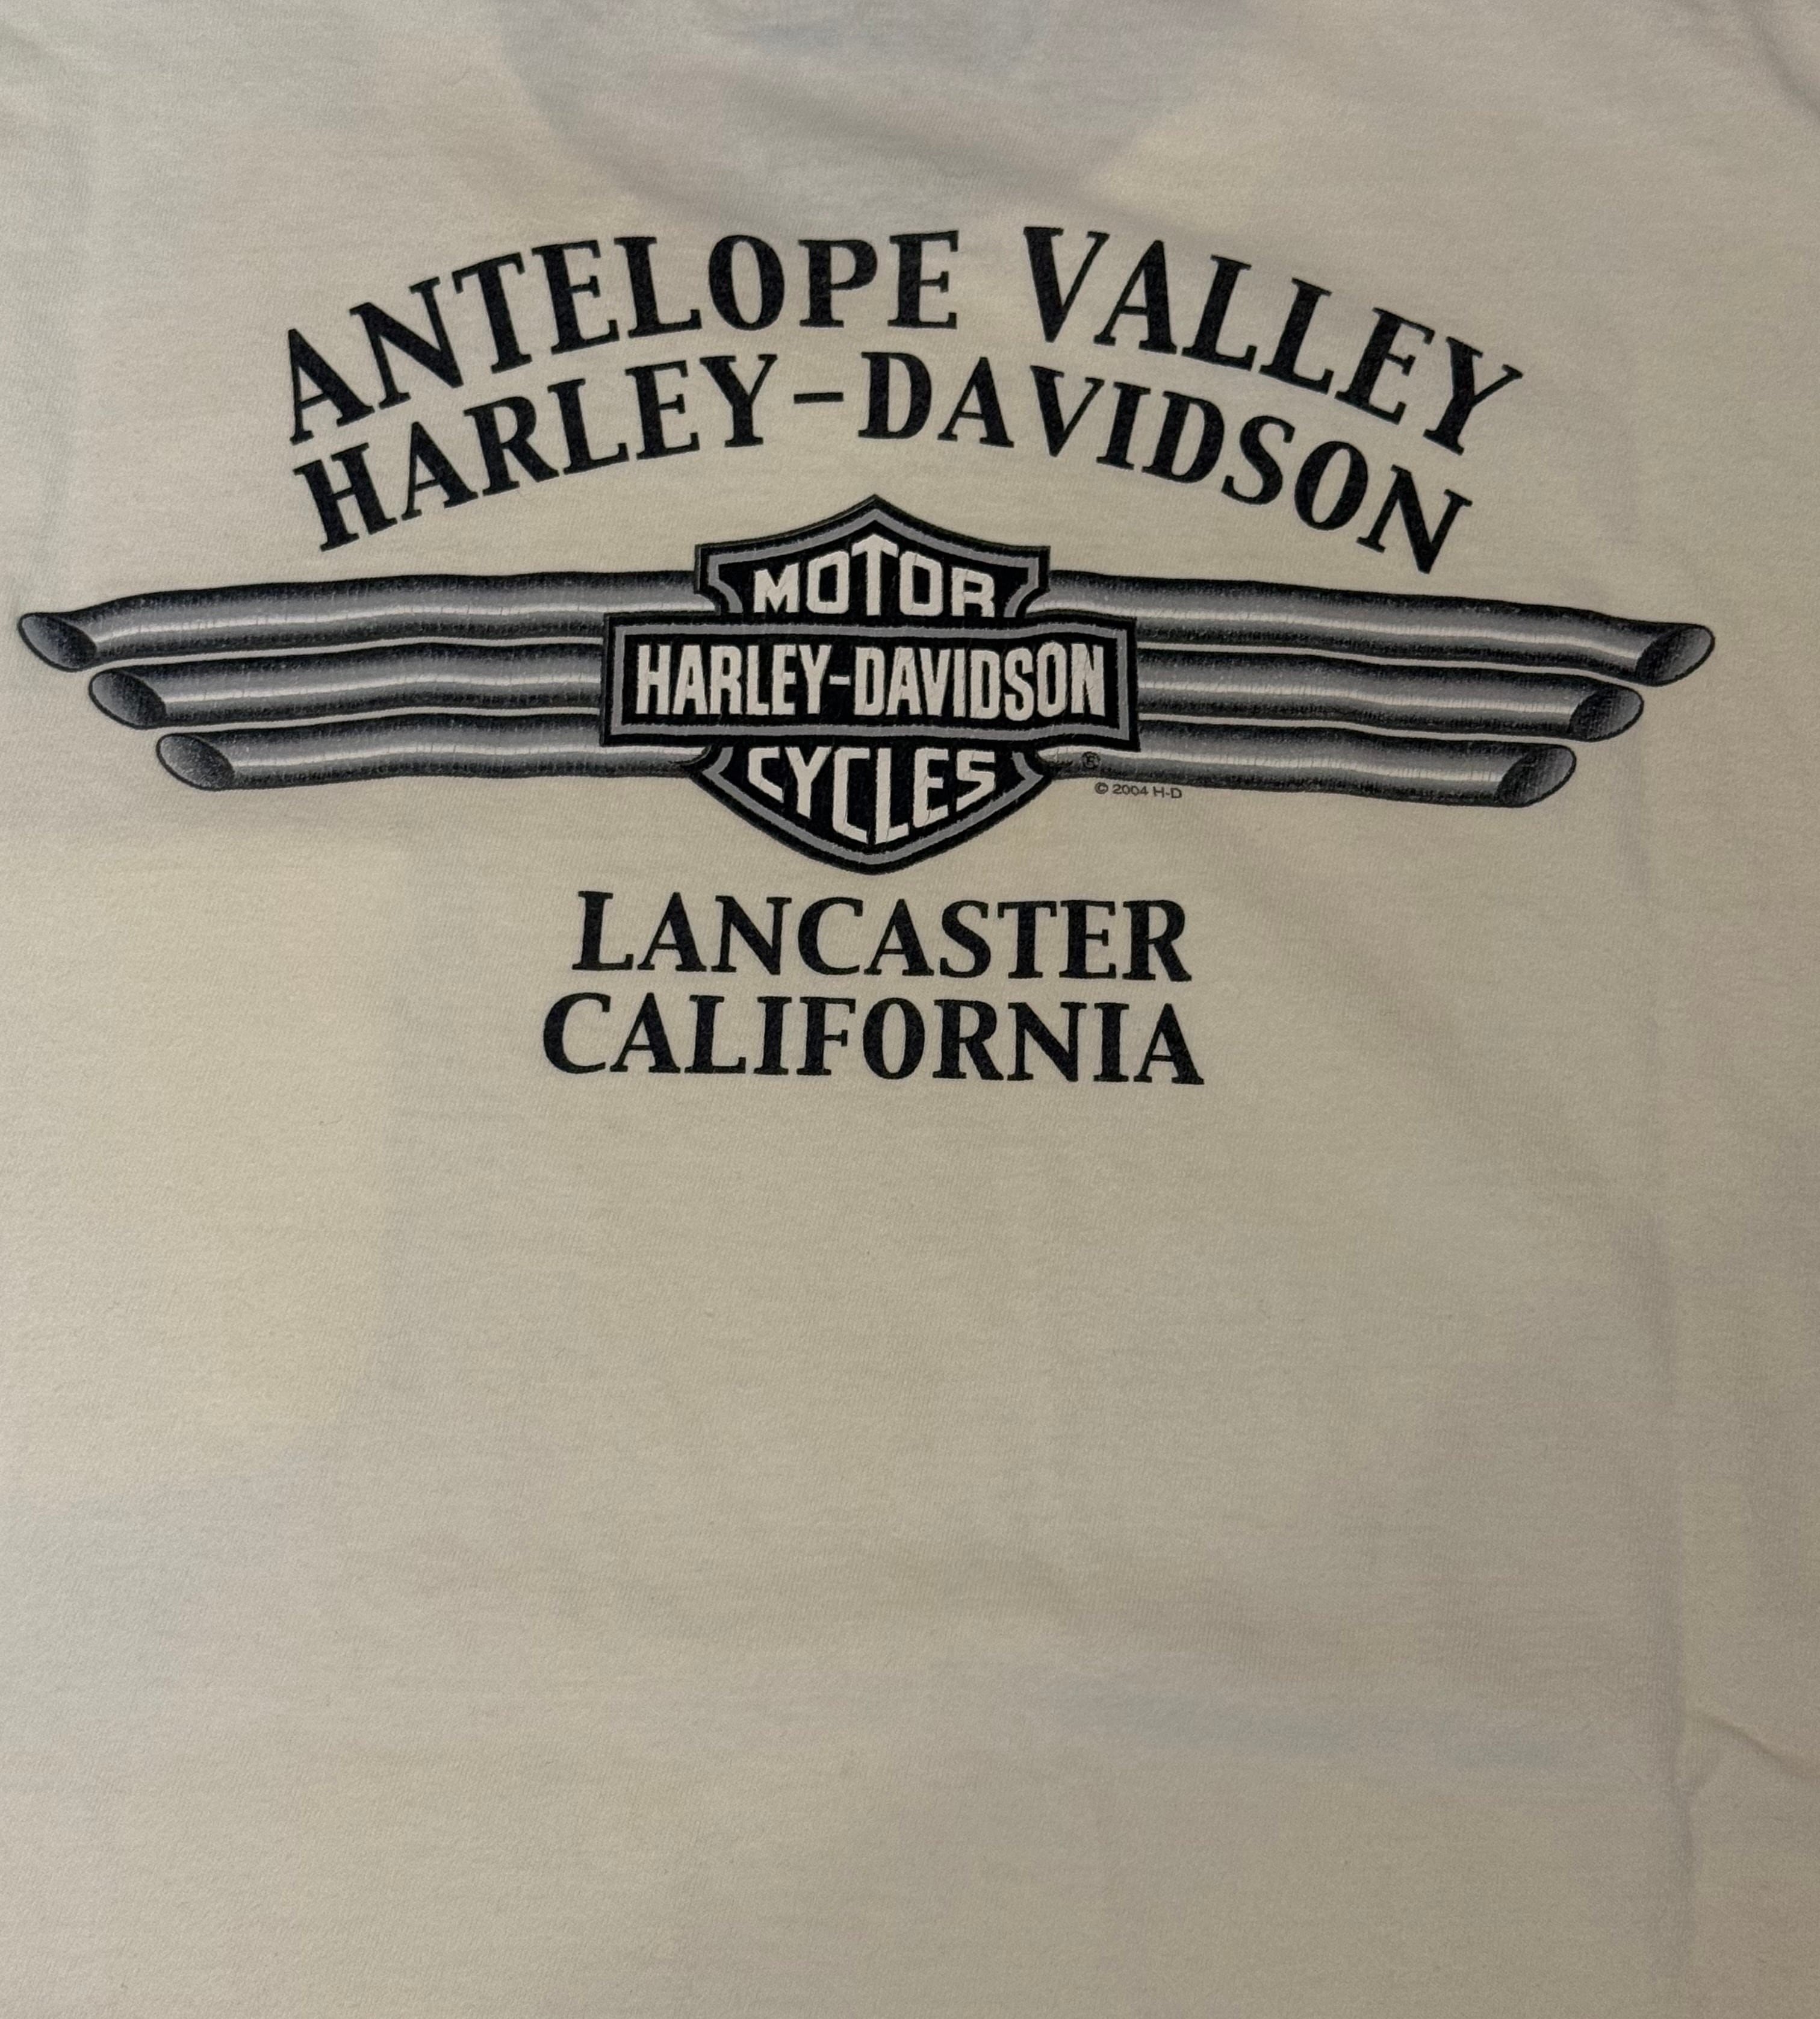 ANTELOPE VALLEY
HARLEY-DAVIDSON
MOTOR
HARLEY-DAVIDSON
CYCLES
®
© 2004 H-D
LANCASTER
CALIFORNIA